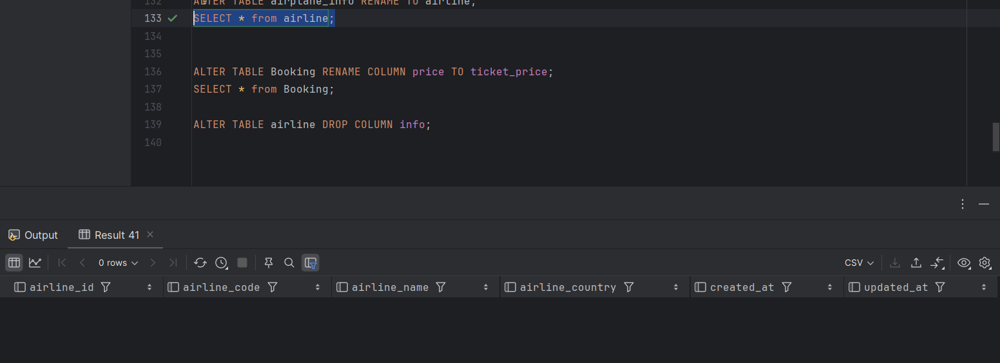 132 ALTER TABLE airplane_info RENAME TO airline;
133 SELECT * from airline;
134
135
136 ALTER TABLE Booking RENAME COLUMN price TO ticket_price;
137 SELECT * from Booking;
138
139 ALTER TABLE airline DROP COLUMN info;
140
Output Result 41
0 rows CSV
airline_id airline_code airline_name airline_country created_at updated_at